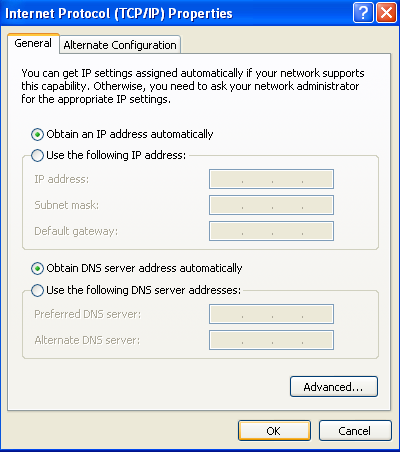 Internet Protocol (TCP/IP) Properties
General
Alternate Configuration
You can get IP settings assigned automatically if your network supports
this capability. Otherwise, you need to ask your network administrator
for the appropriate IP settings.
Obtain an IP address automatically
Use the following IP address:
IP address:
Subnet mask:
Default gateway:
Obtain DNS server address automatically
Use the following DNS server addresses:
Preferred DNS server:
Alternate DNS server:
Advanced...
OK
Cancel